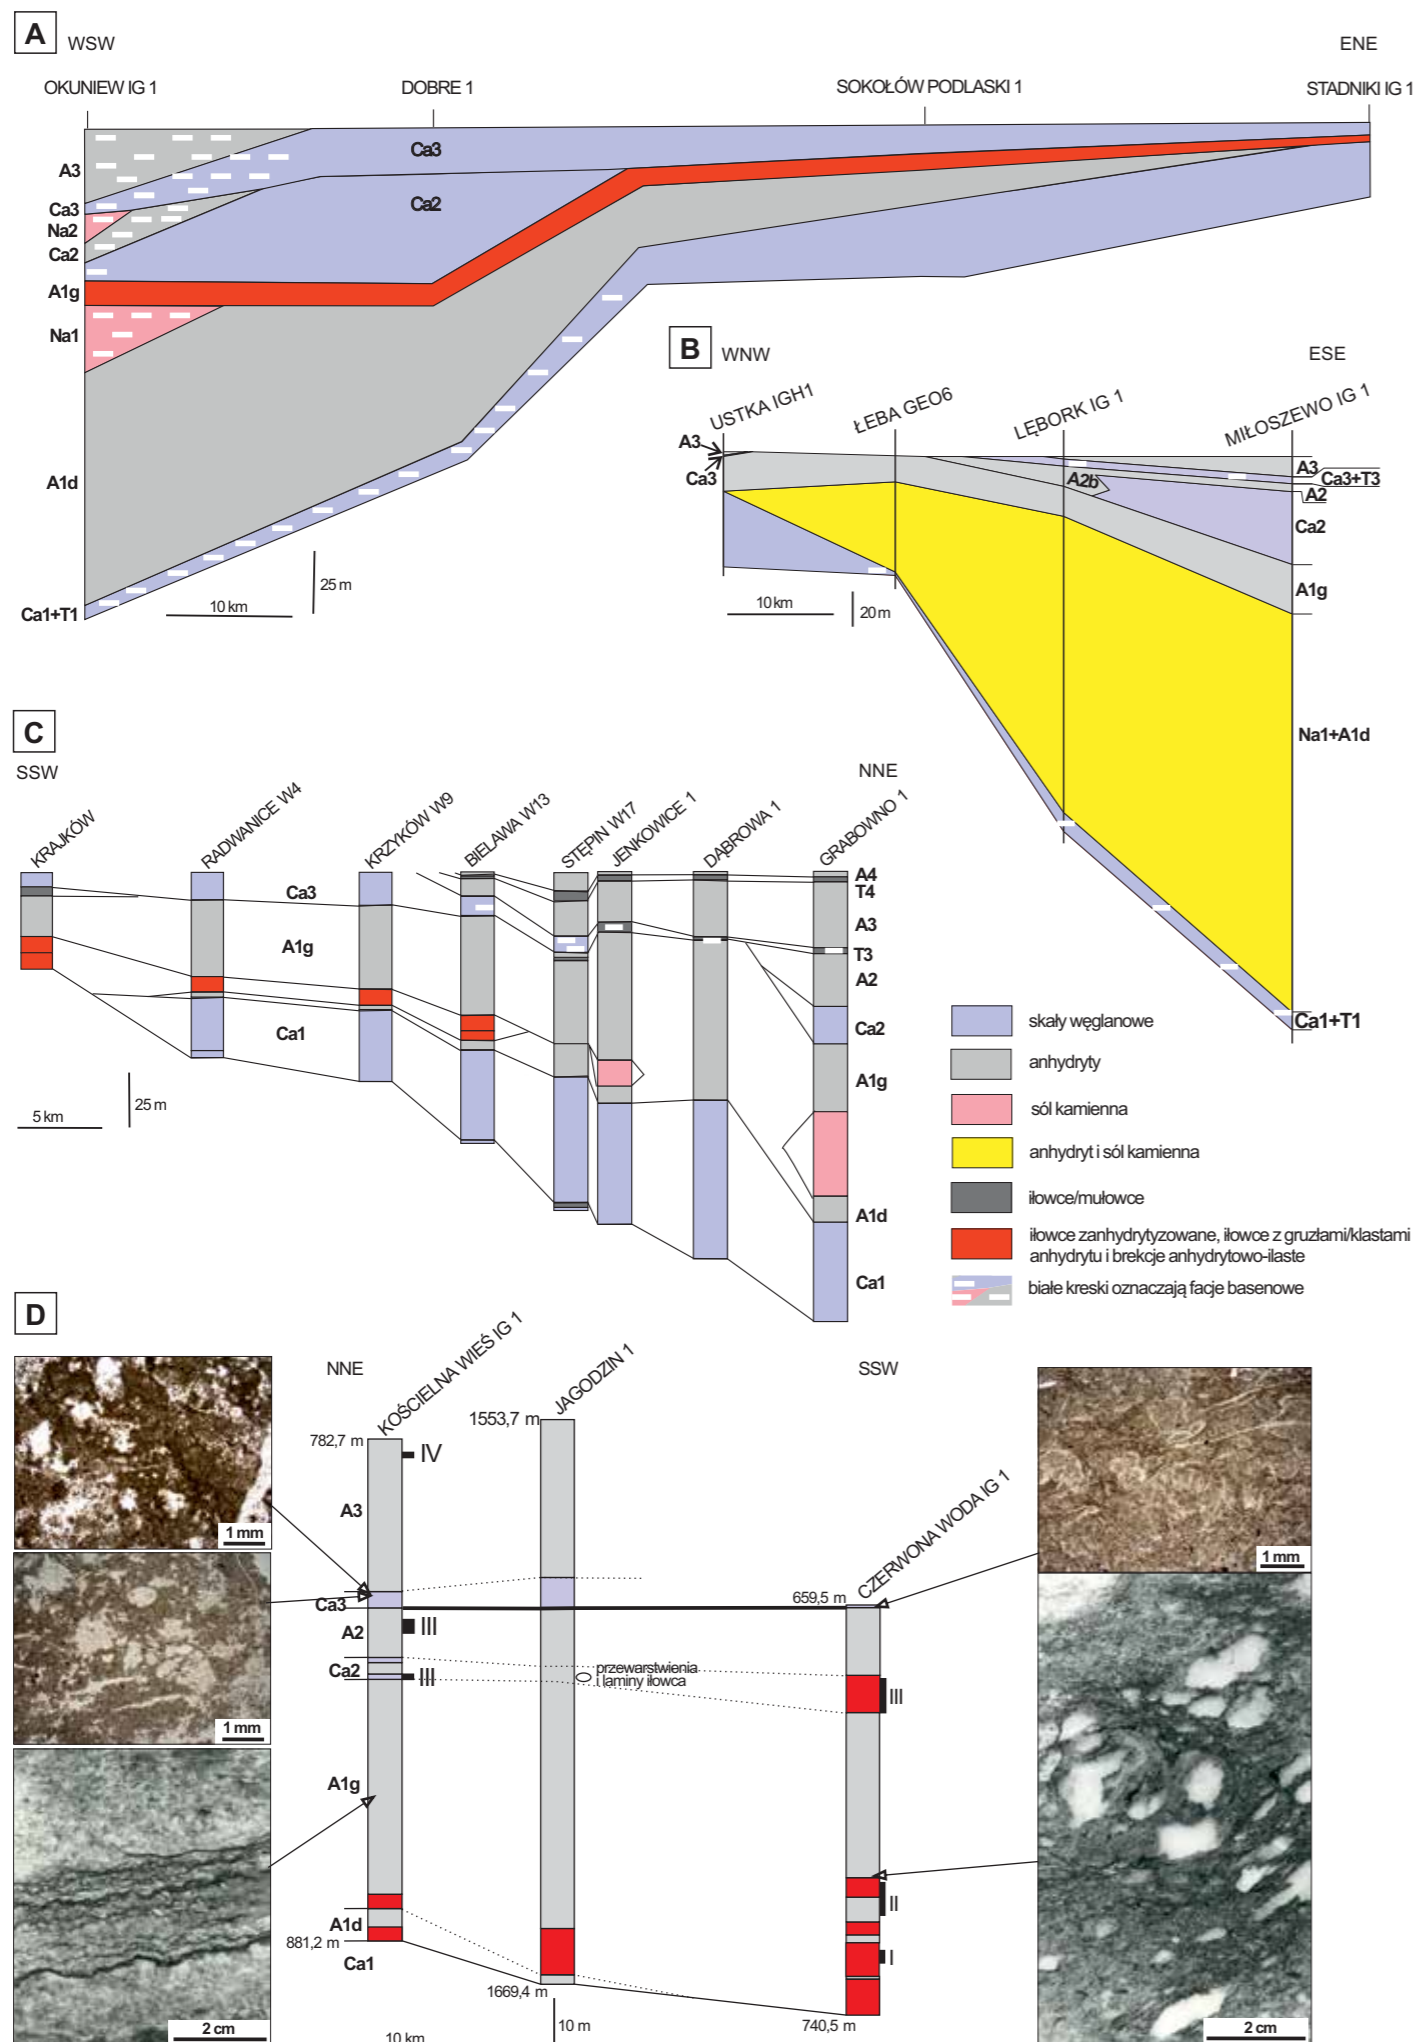 A
WSW
ENE
OKUNIEW IG 1
DOBRE 1
SOKOŁÓW PODLASKI 1
STADNIKI IG 1
A3
Ca3
Na2
Ca2
A1g
Na1
A1d
Ca1+T1
Ca3
Ca2
10 km
25 m
B
WNW
ESE
USTKA IGH1
ŁEBA GEO6
LĘBORK IG 1
MIŁOSZEWO IG 1
A3
Ca3
A2b
A3
Ca3+T3
A2
Ca2
A1g
Na1+A1d
Ca1+T1
10 km
20 m
C
SSW
NNE
KRAJKÓW
RADWANICE W4
KRZYKÓW W9
BIELAWA W13
STĘPIN W17
JENKOWICE 1
DĄBROWA 1
GRABOWNO 1
Ca3
A1g
Ca1
A4
T4
A3
T3
A2
Ca2
A1g
A1d
Ca1
5 km
25 m
skały węglanowe
anhydryty
sól kamienna
anhydryt i sól kamienna
iłowce/mułowce
iłowce zanhydrytyzowane, iłowce z gruzłami/klastami
anhydrytu i brekcje anhydrytowo-ilaste
białe kreski oznaczają facje basenowe
D
NNE
SSW
KOŚCIELNA WIEŚ IG 1
JAGODZIN 1
CZERWONA WODA IG 1
782,7 m
1553,7 m
659,5 m
IV
A3
Ca3
A2
III
Ca2
III
przewarstwienia
i laminy iłowca
III
A1g
II
A1d
I
881,2 m
Ca1
1669,4 m
740,5 m
10 km
10 m
1 mm
1 mm
2 cm
1 mm
2 cm